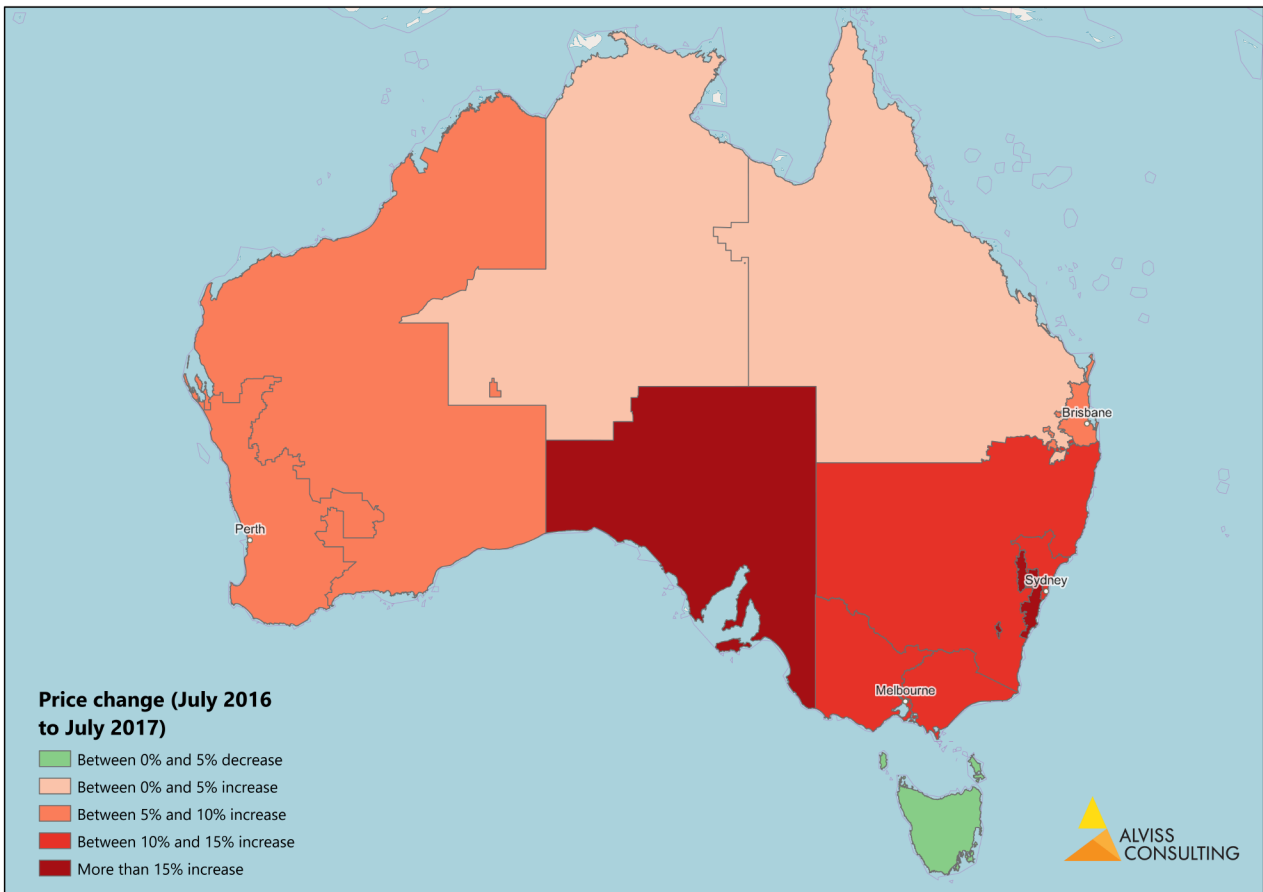 Brisbane
Perth
Sydney
Melbourne
Price change (July 2016
to July 2017)
Between 0% and 5% decrease
Between 0% and 5% increase
Between 5% and 10% increase
Between 10% and 15% increase
More than 15% increase
ALVISS
CONSULTING